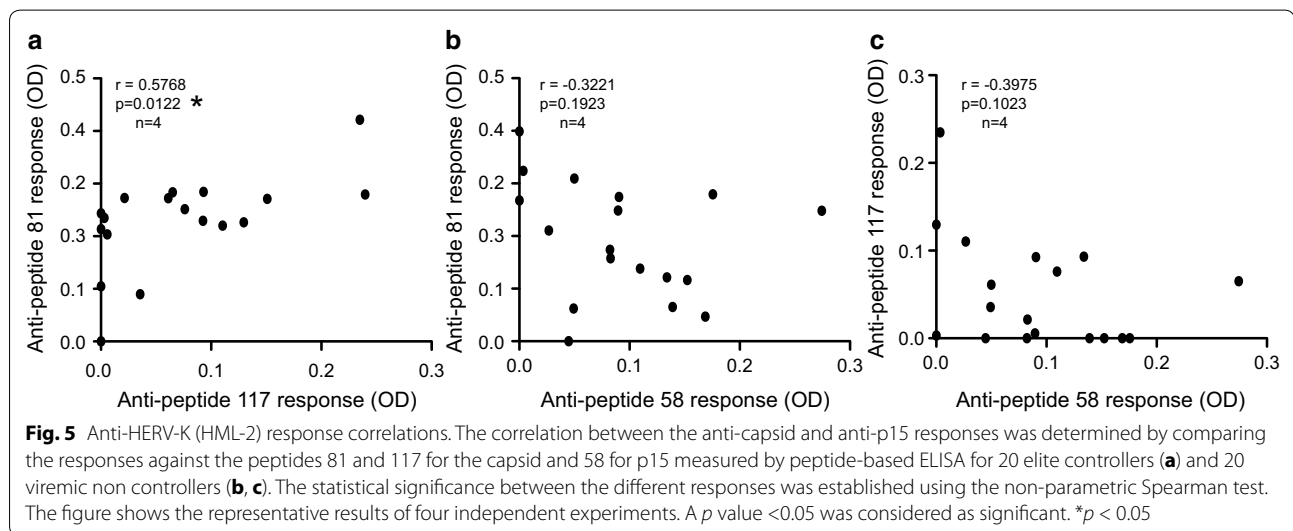 a
r = 0.5768
p=0.0122 *
n=4
Anti-peptide 81 response (OD)
0.5
0.4
0.2
0.3
0.1
0.0
0.0 0.1 0.2 0.3
Anti-peptide 117 response (OD)
b
r = -0.3221
p=0.1923
n=4
Anti-peptide 81 response (OD)
0.5
0.4
0.2
0.3
0.1
0.0
0.0 0.1 0.2 0.3
Anti-peptide 58 response (OD)
c
r = -0.3975
p=0.1023
n=4
Anti-peptide 117 response (OD)
0.3
0.2
0.1
0.0
0.0 0.1 0.2 0.3
Anti-peptide 58 response (OD)
Fig. 5 Anti-HERV-K (HML-2) response correlations. The correlation between the anti-capsid and anti-p15 responses was determined by comparing
the responses against the peptides 81 and 117 for the capsid and 58 for p15 measured by peptide-based ELISA for 20 elite controllers (a) and 20
viremic non controllers (b, c). The statistical significance between the different responses was established using the non-parametric Spearman test.
The figure shows the representative results of four independent experiments. A p value <0.05 was considered as significant. *p < 0.05